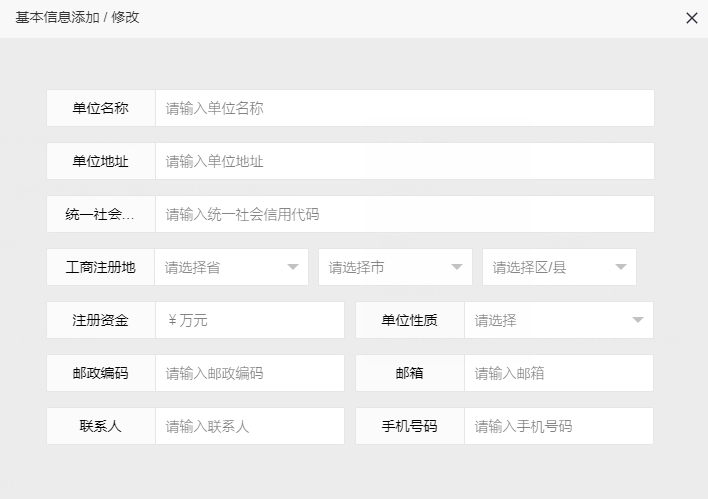 基本信息添加 / 修改
单位名称 请输入单位名称
单位地址 请输入单位地址
统一社会... 请输入统一社会信用代码
工商注册地 请选择省 请选择市 请选择区/县
注册资金 ¥万元 单位性质 请选择
邮政编码 请输入邮政编码 邮箱 请输入邮箱
联系人 请输入联系人 手机号码 请输入手机号码